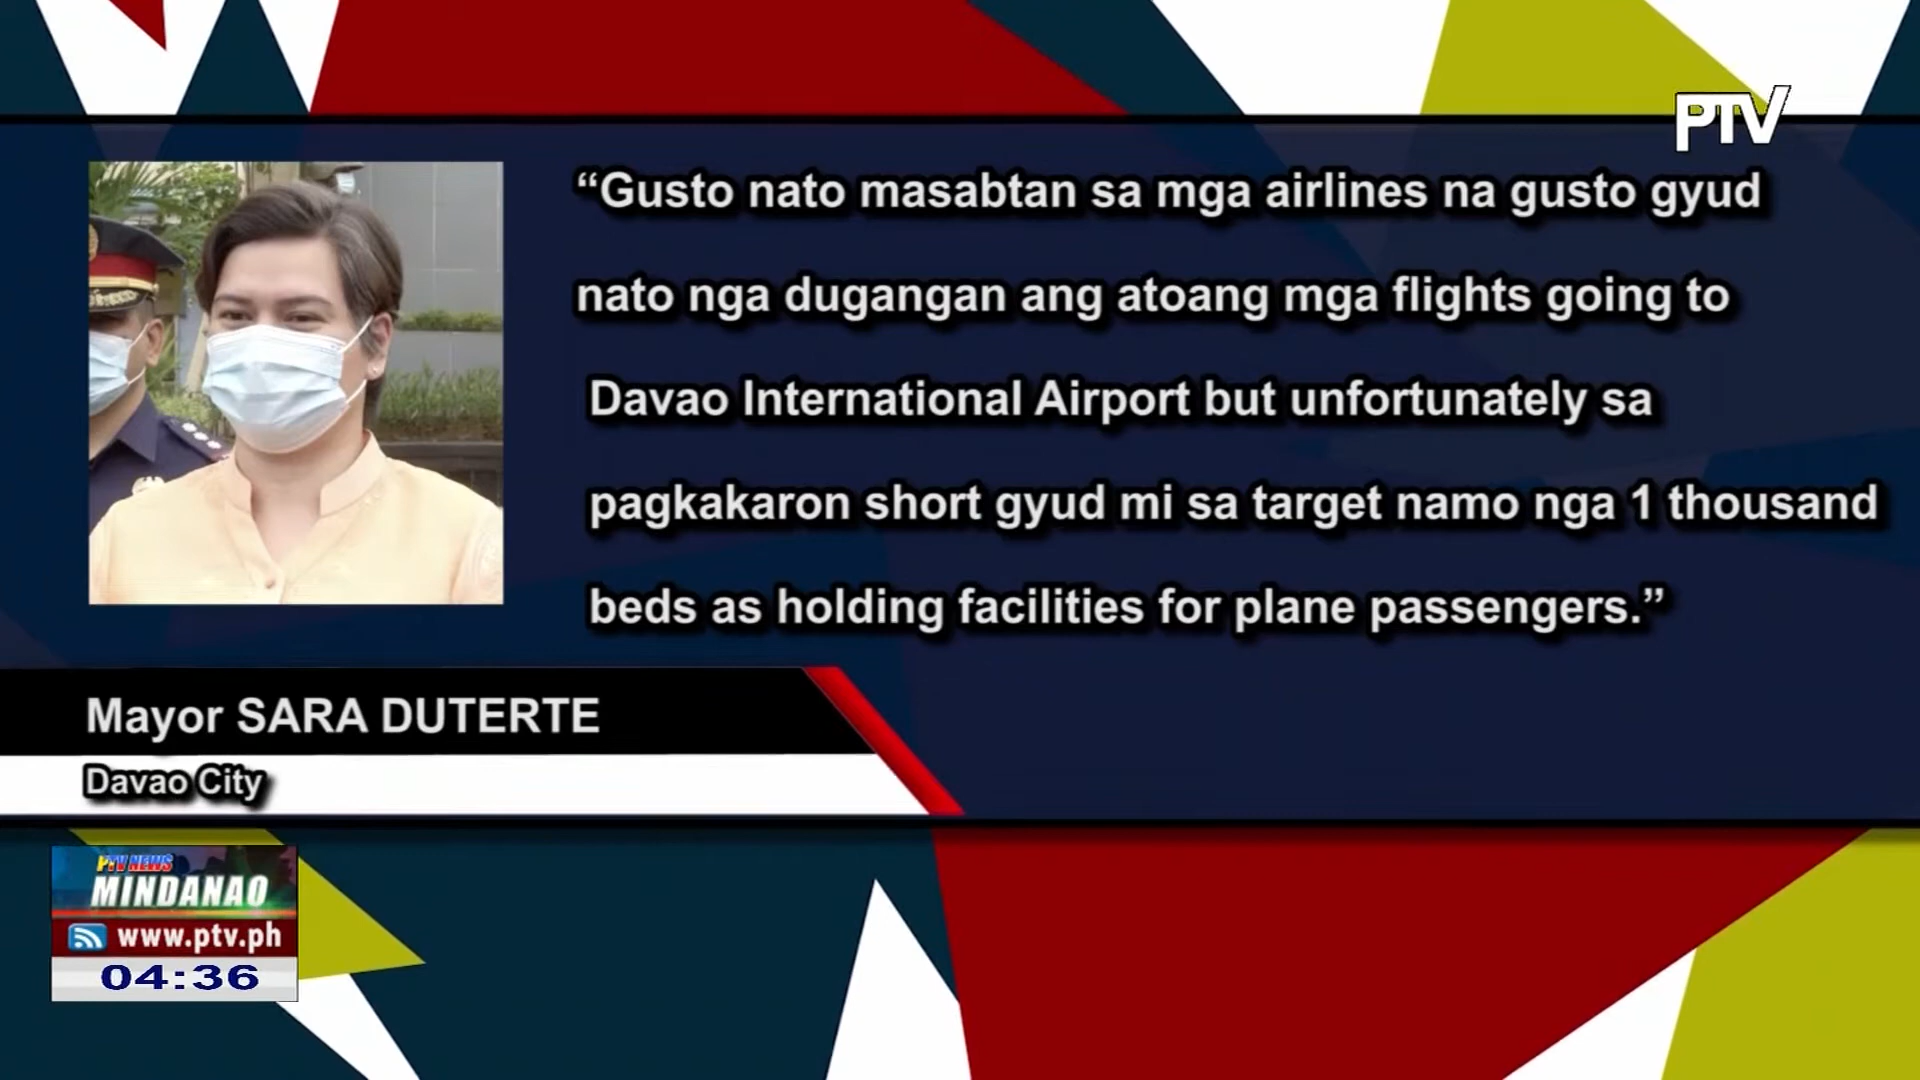 PTV
“Gusto nato masabtan sa mga airlines na gusto gyud
nato nga dugangan ang atoang mga flights going to
Davao International Airport but unfortunately sa
pagkakaron short gyud mi sa target namo nga 1 thousand
beds as holding facilities for plane passengers.”
Mayor SARA DUTERTE
Davao City
PTV NEWS
MINDANAO
www.ptv.ph
04:36